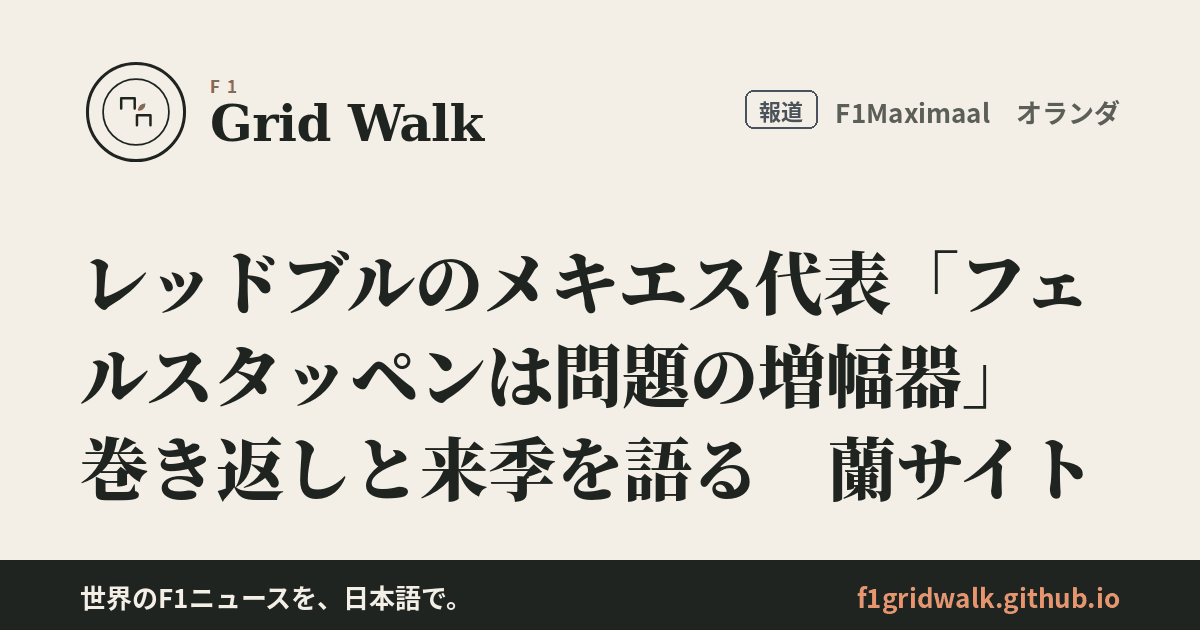 F1
Grid Walk
報道 F1Maximaal オランダ
レッドブルのメキエス代表「フェ
ルスタッペンは問題の増幅器」
巻き返しと来季を語る　蘭サイト
世界のF1ニュースを、日本語で。
f1gridwalk.github.io